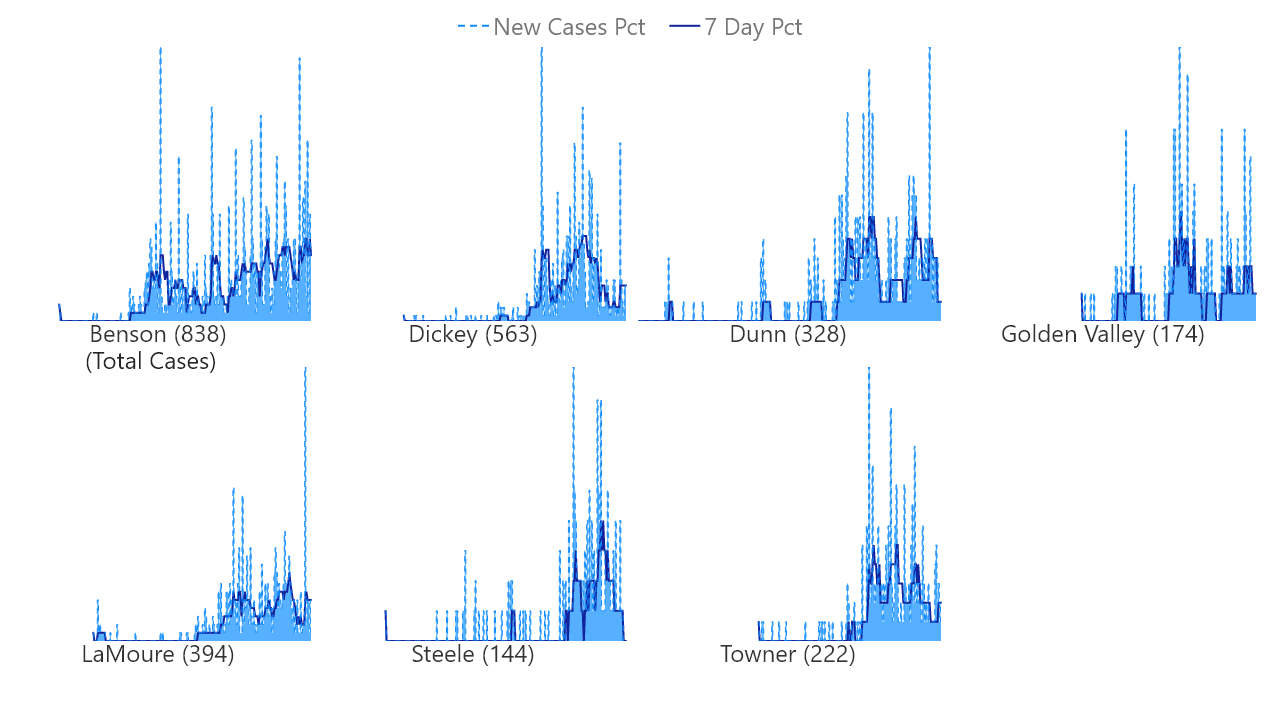 New Cases Pct 7 Day Pct
Benson (838) Dickey (563) Dunn (328) Golden Valley (174)
(Total Cases)
LaMoure (394) Steele (144) Towner (222)